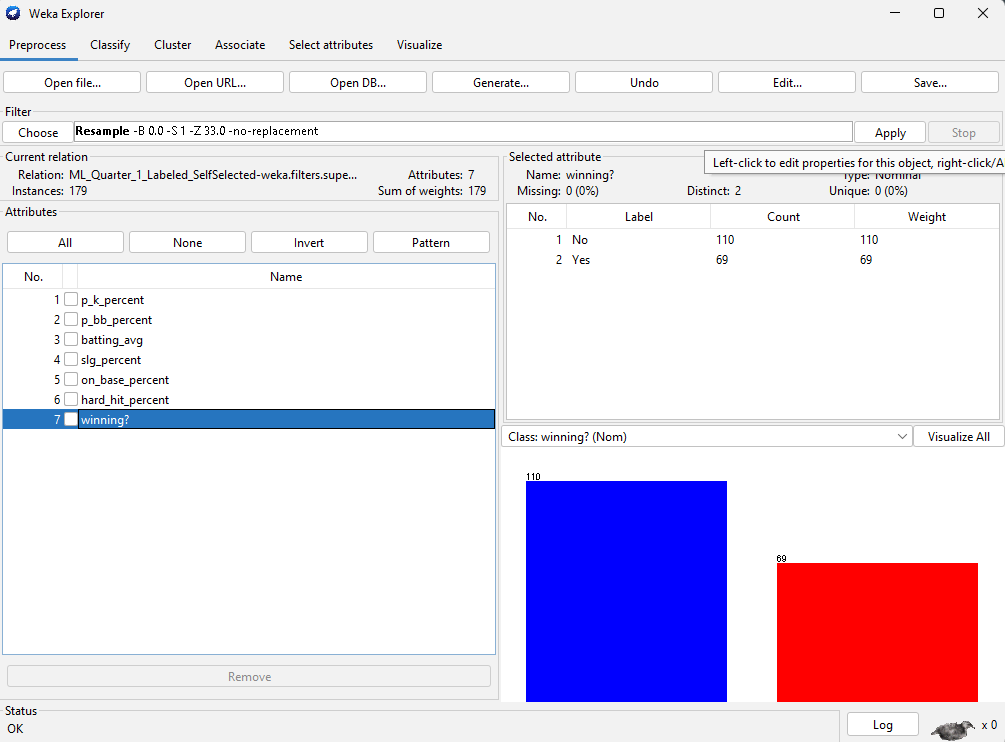 Weka Explorer
Preprocess Classify Cluster Associate Select attributes Visualize
Open file... Open URL... Open DB... Generate... Undo Edit... Save...
Filter
Choose Resample -B 0.0 -S 1 -Z 33.0 -no-replacement Apply Stop
Current relation
Relation: ML_Quarter_1_Labeled_SelfSelected-weka.filters.supe... Attributes: 7
Instances: 179 Sum of weights: 179
Selected attribute
Left-click to edit properties for this object, right-click/A
Name: winning? Type: Nominal
Missing: 0 (0%) Distinct: 2 Unique: 0 (0%)
Attributes
All None Invert Pattern
No. Name
1 p_k_percent
2 p_bb_percent
3 batting_avg
4 slg_percent
5 on_base_percent
6 hard_hit_percent
7 winning?
Remove
No. Label Count Weight
1 No 110 110
2 Yes 69 69
Class: winning? (Nom) Visualize All
110
69
Status
OK
Log x 0